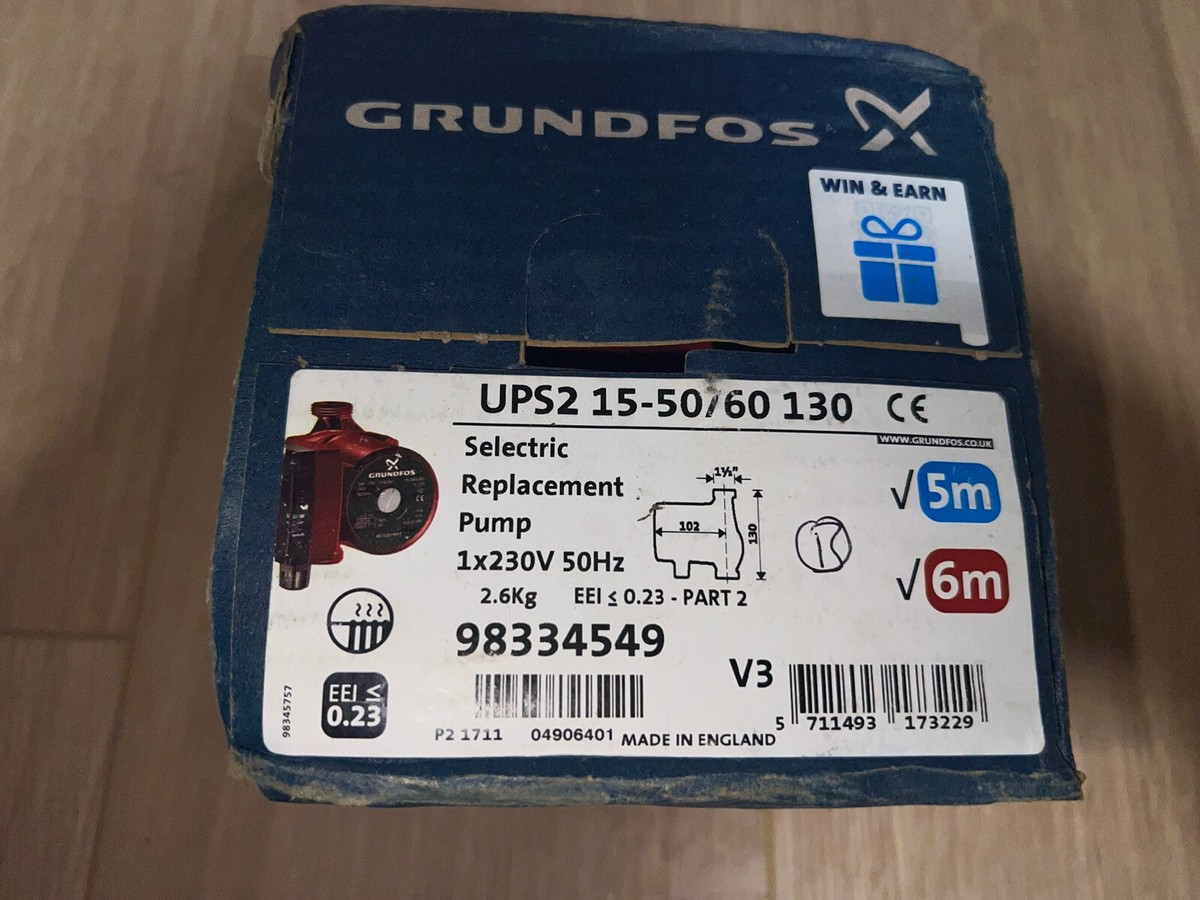 GRUNDFOS
WIN & EARN
UPS2 15-50/60 130 CE
WWW.GRUNDFOS.CO.UK
Selectric
Replacement
Pump
1x230V 50Hz
2.6Kg EEI ≤ 0.23 - PART 2
98334549
1½"
102
130
√ 5m
√ 6m
GRUNDFOS
EEI ≤
0.23
98345757
V3
P2 1711 04906401
MADE IN ENGLAND
5 711493 173229